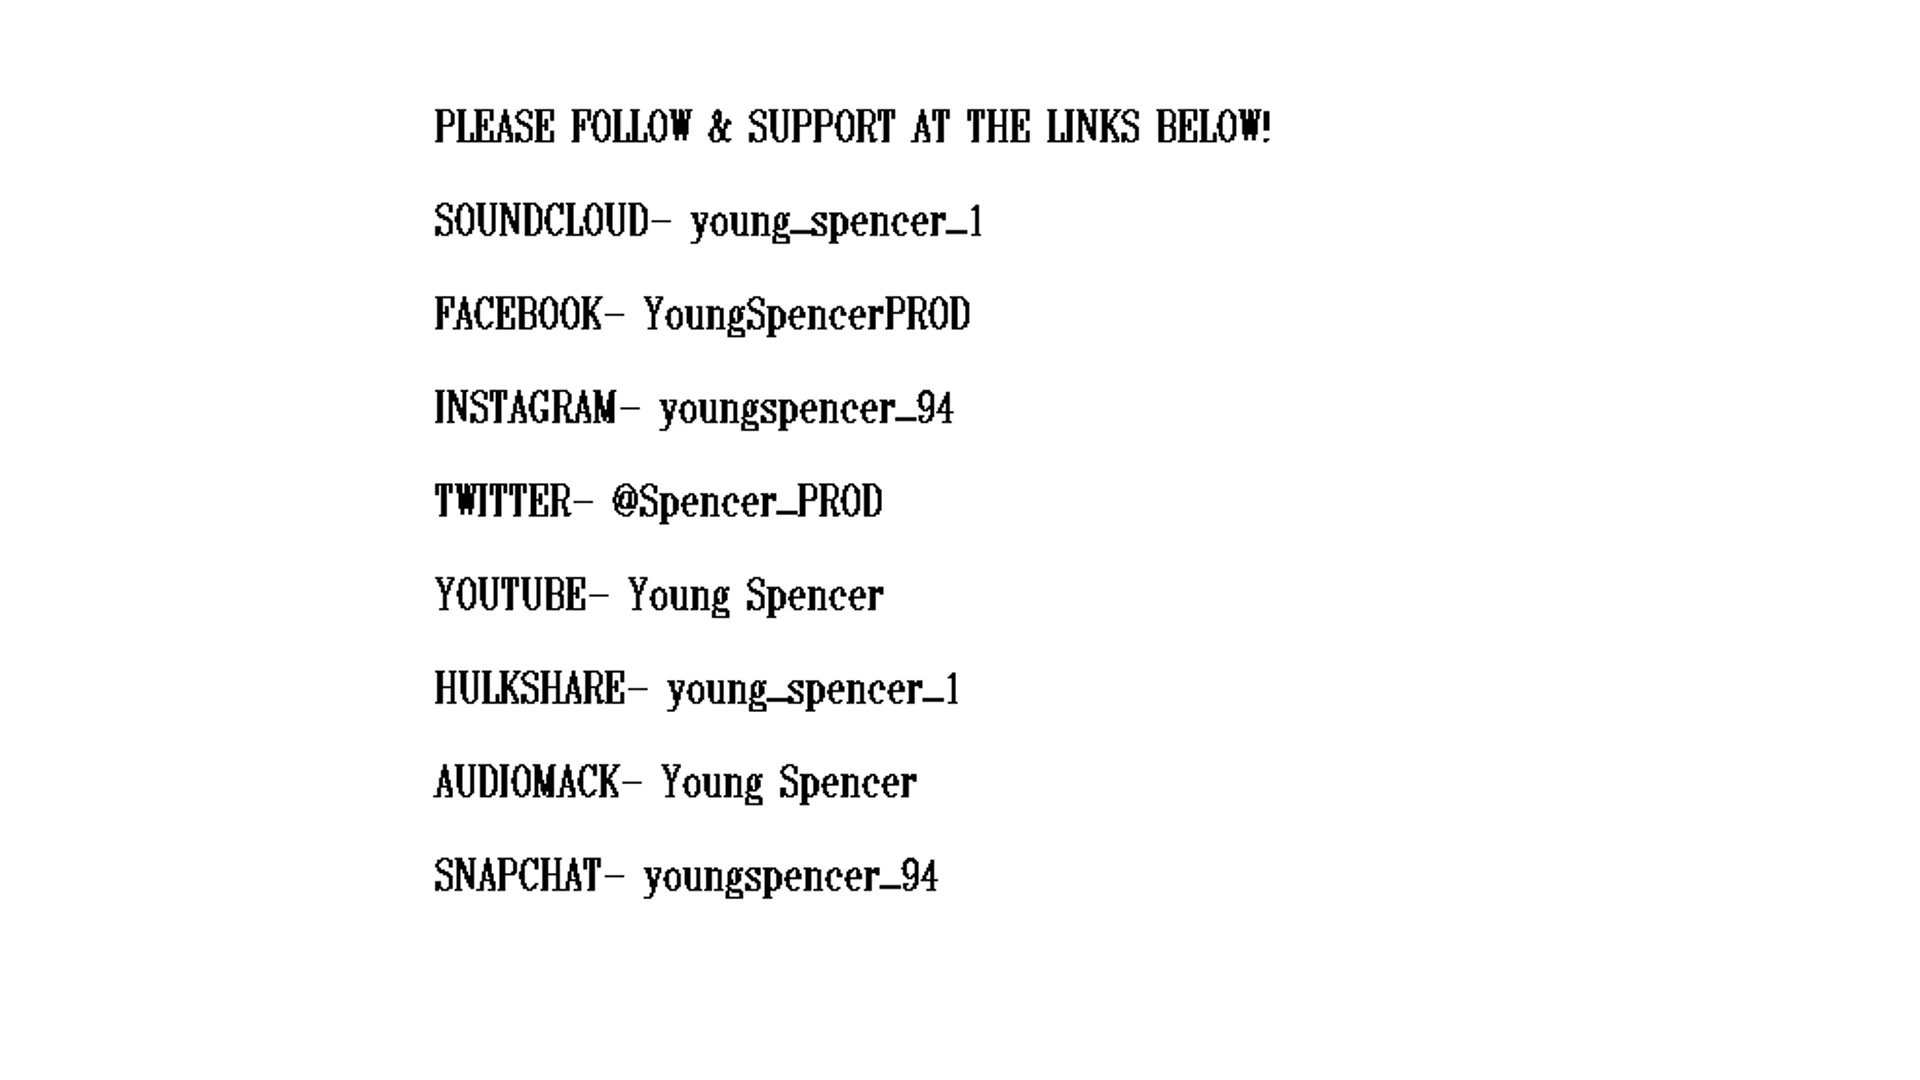 PLEASE FOLLOW & SUPPORT AT THE LINKS BELOW!
SOUNDCLOUD- young_spencer_1
FACEBOOK- YoungSpencerPROD
INSTAGRAM- youngspencer_94
TWITTER- @Spencer_PROD
YOUTUBE- Young Spencer
HULKSHARE- young_spencer_1
AUDIOMACK- Young Spencer
SNAPCHAT- youngspencer_94